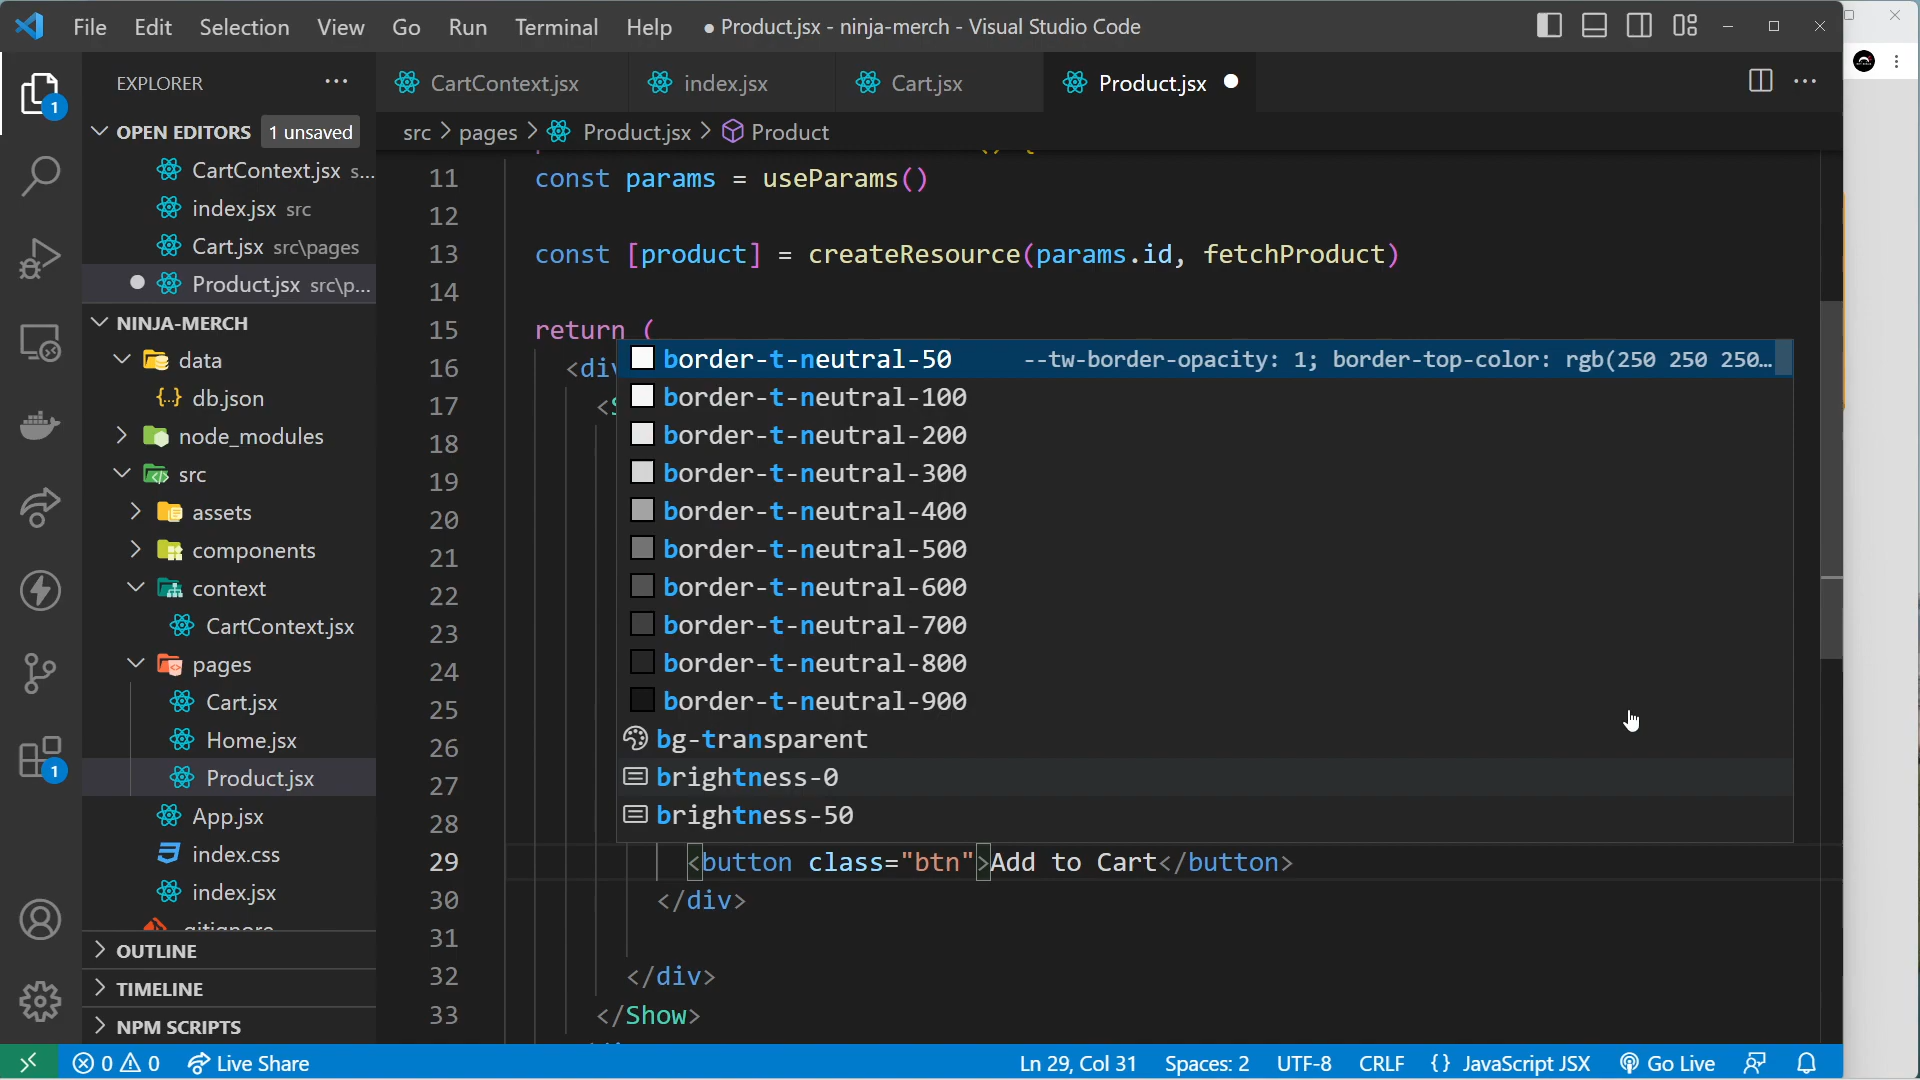 File Edit Selection View Go Run Terminal Help ● Product.jsx - ninja-merch - Visual Studio Code
EXPLORER ···
CartContext.jsx index.jsx Cart.jsx Product.jsx
1
OPEN EDITORS 1 unsaved
src > pages > Product.jsx > Product
CartContext.jsx s...
index.jsx src
Cart.jsx src\pages
Product.jsx src\p...
NINJA-MERCH
data
db.json
node_modules
src
assets
components
context
CartContext.jsx
pages
Cart.jsx
Home.jsx
Product.jsx
App.jsx
index.css
index.jsx
.gitignore
OUTLINE
TIMELINE
NPM SCRIPTS
1
11 const params = useParams()
12
13 const [product] = createResource(params.id, fetchProduct)
14
15 return (
16 <div
17 <S
18
19
20
21
22
23
24
25
26
27
28
border-t-neutral-50 --tw-border-opacity: 1; border-top-color: rgb(250 250 250…
border-t-neutral-100
border-t-neutral-200
border-t-neutral-300
border-t-neutral-400
border-t-neutral-500
border-t-neutral-600
border-t-neutral-700
border-t-neutral-800
border-t-neutral-900
bg-transparent
brightness-0
brightness-50
29 <button class="btn">Add to Cart</button>
30 </div>
31
32 </div>
33 </Show>
0 0 Live Share Ln 29, Col 31 Spaces: 2 UTF-8 CRLF {} JavaScript JSX Go Live